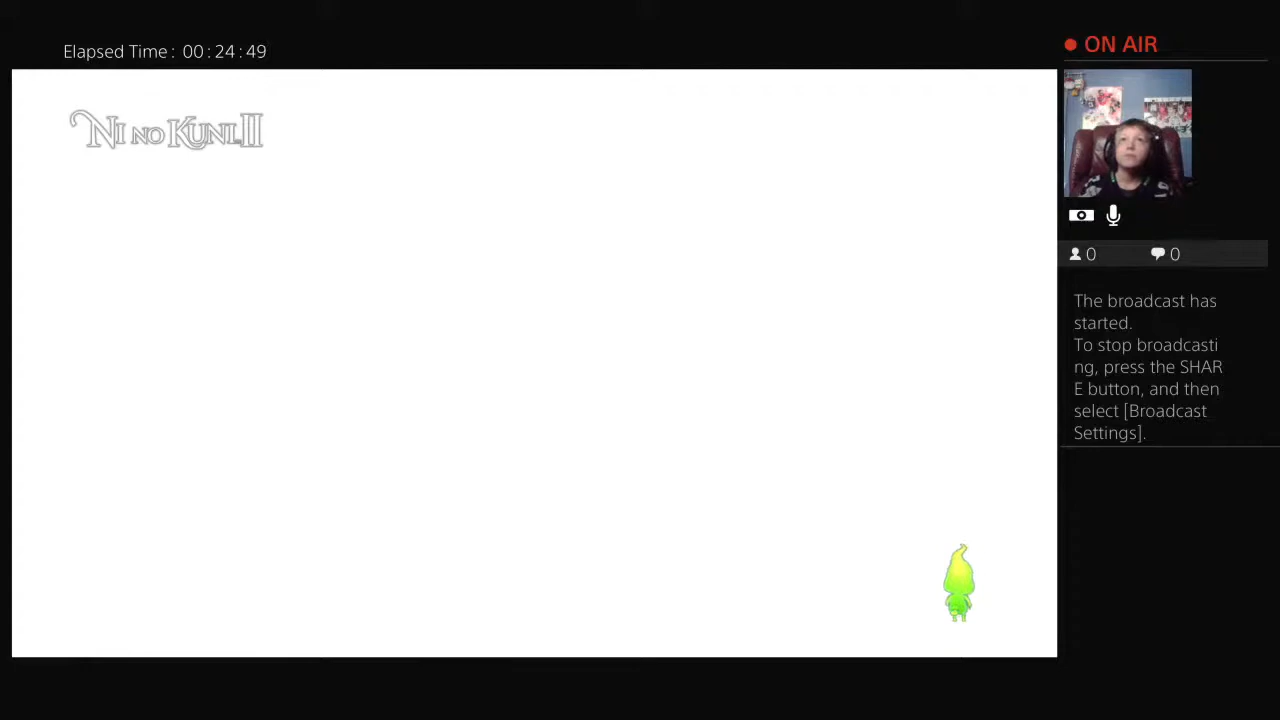 Elapsed Time: 00:24:49
ON AIR
NI NO KUNI II
0 0
The broadcast has
started.
To stop broadcasti
ng, press the SHAR
E button, and then
select [Broadcast
Settings].